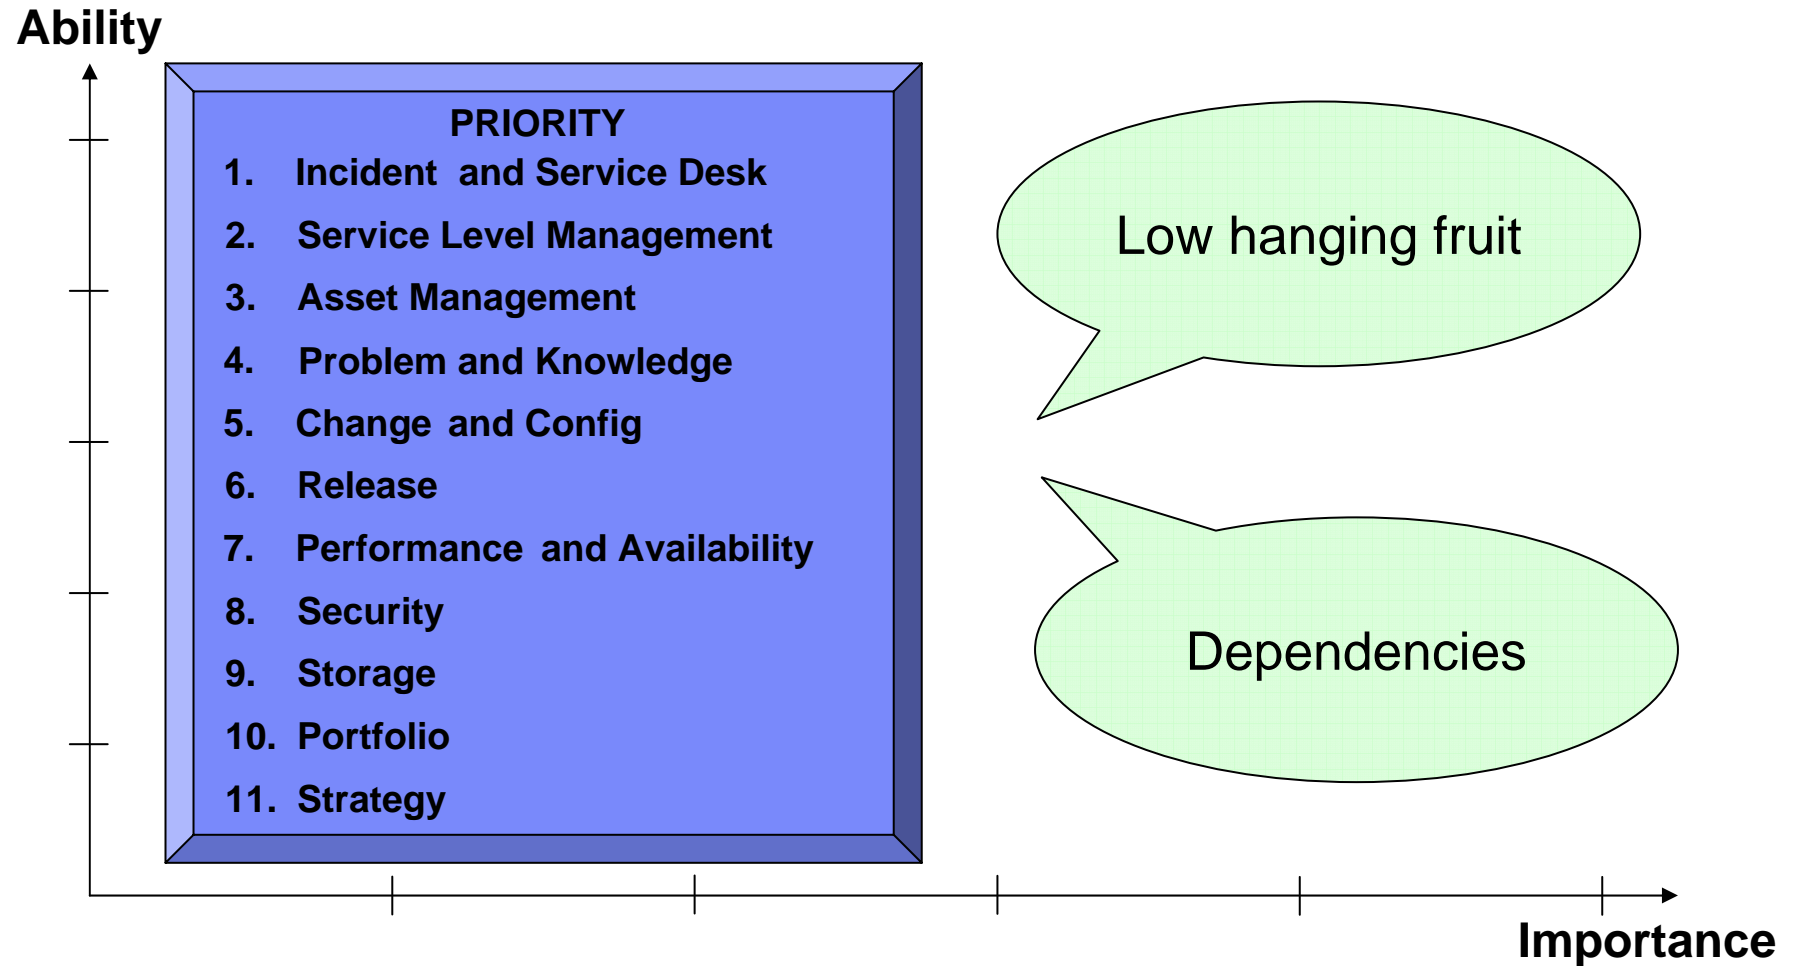 Ability
PRIORITY
1. Incident and Service Desk
2. Service Level Management
3. Asset Management
4. Problem and Knowledge
5. Change and Config
6. Release
7. Performance and Availability
8. Security
9. Storage
10. Portfolio
11. Strategy
Low hanging fruit
Dependencies
Importance